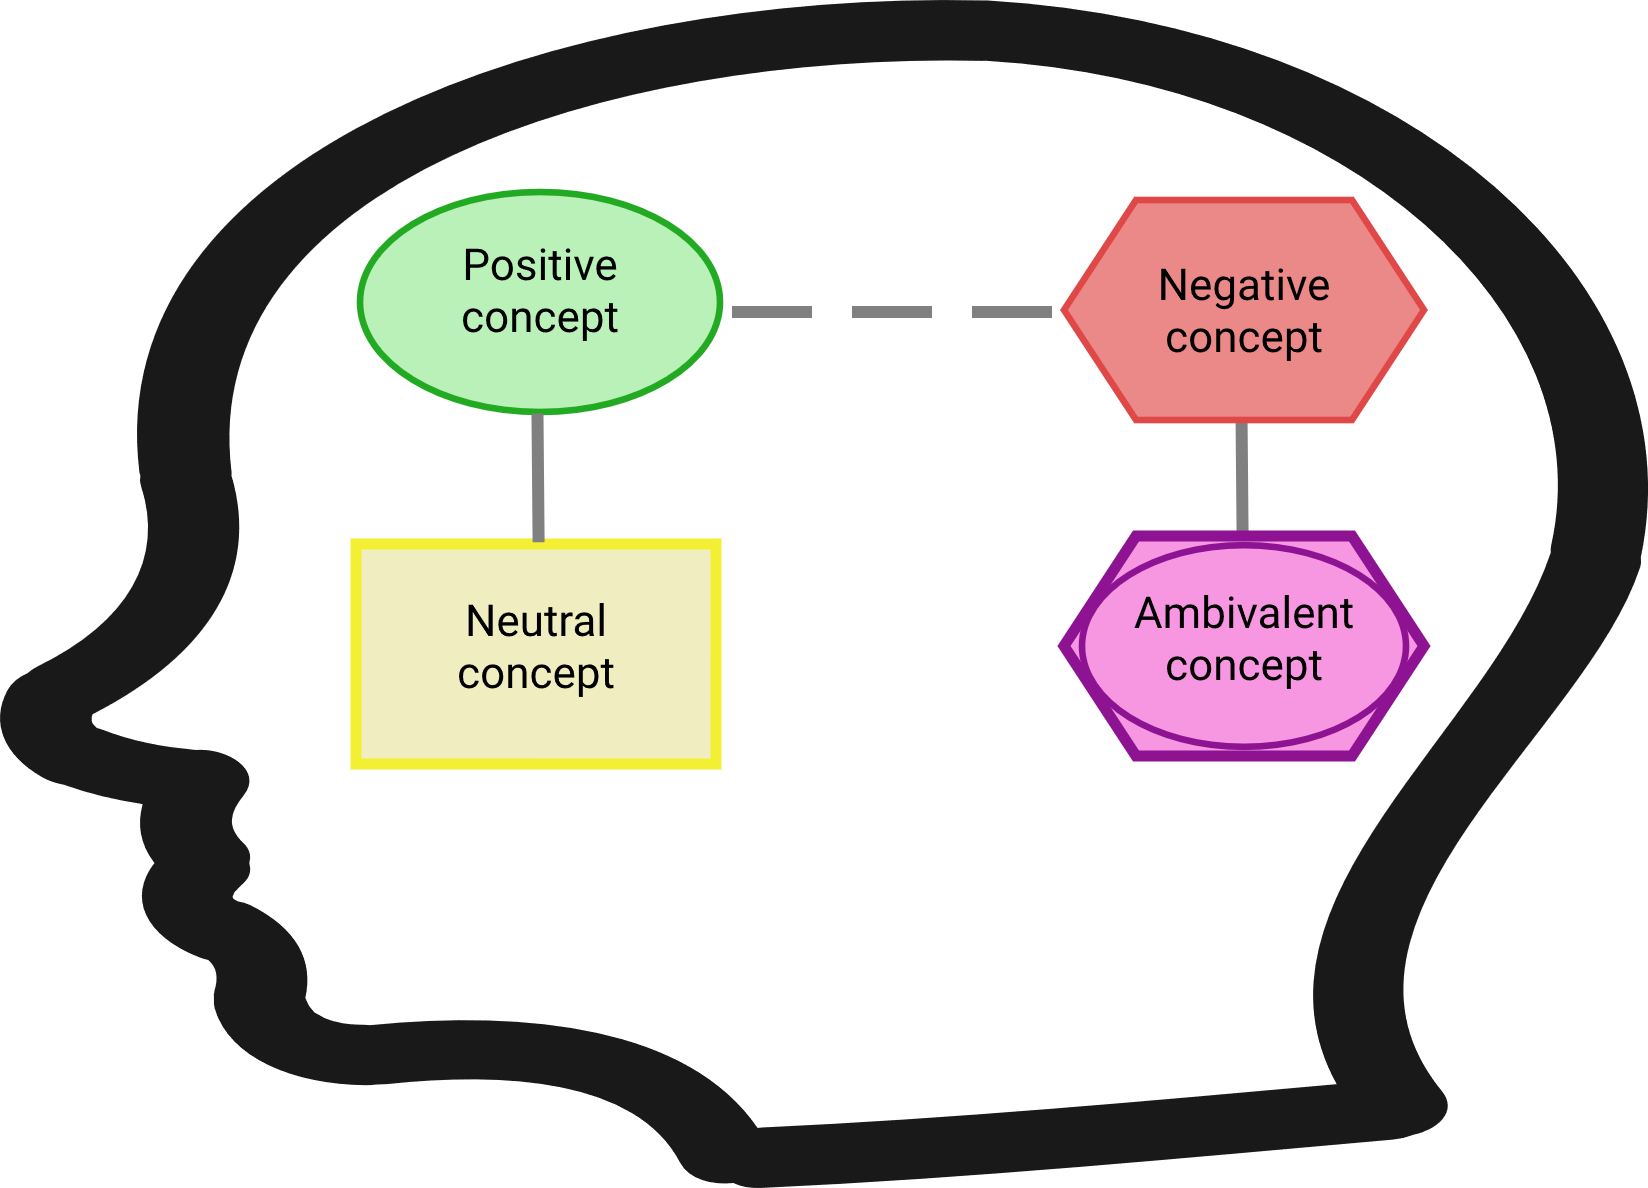 Positive
concept
Negative
concept
Neutral
concept
Ambivalent
concept